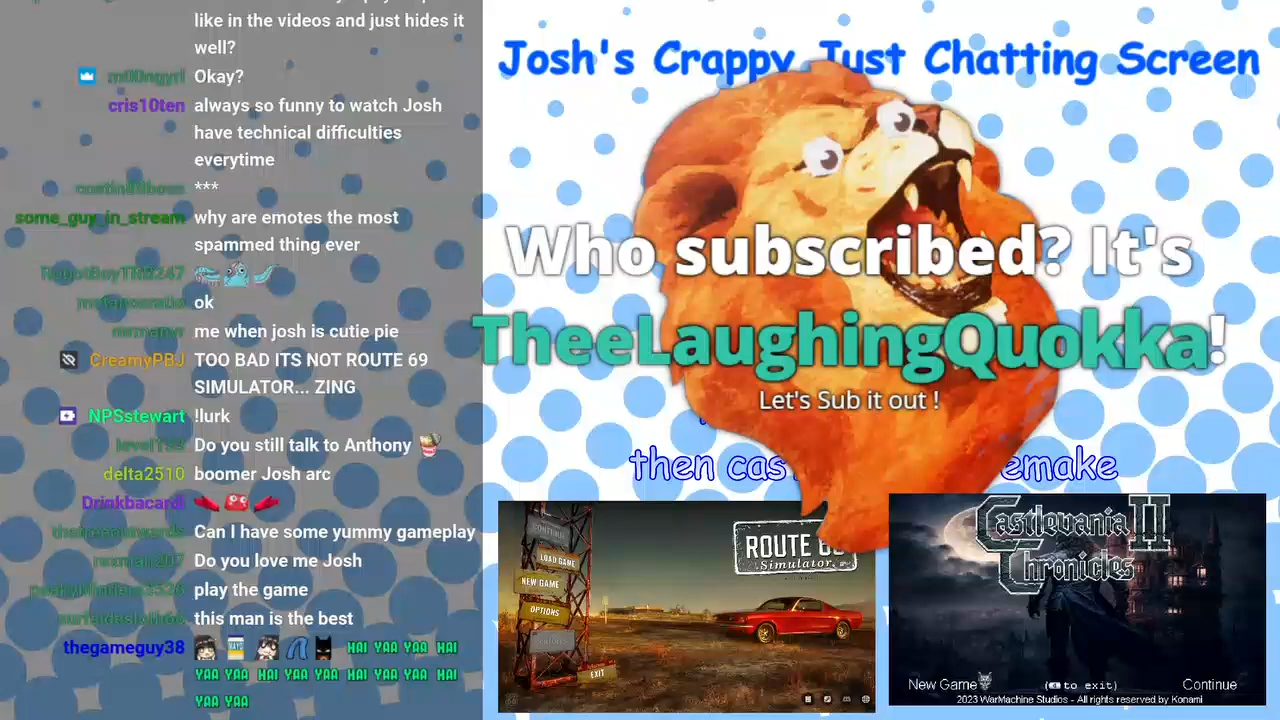 like in the videos and just hides it
well?
m00ngyrl Okay?
cris10ten always so funny to watch Josh
have technical difficulties
everytime
***
some_guy_in_stream why are emotes the most
spammed thing ever
ok
me when josh is cutie pie
CreamyPBJ TOO BAD ITS NOT ROUTE 69
SIMULATOR... ZING
NPSstewart !lurk
Do you still talk to Anthony
delta2510 boomer Josh arc
Drinkbacardi
Can I have some yummy gameplay
Do you love me Josh
play the game
this man is the best
thegameguy38 HAI YAA YAA HAI
YAA YAA HAI YAA YAA HAI YAA YAA HAI
YAA YAA
Josh's Crappy Just Chatting Screen
Who subscribed? It's
TheeLaughingQuokka!
Let's Sub it out !
then emake
CONTINUE
LOAD GAME
NEW GAME
OPTIONS
EXIT
ROUTE
Simulator
Castlevania II
Chronicles
New Game ( to exit) Continue
2023 WarMachine Studios - All rights reserved by Konami